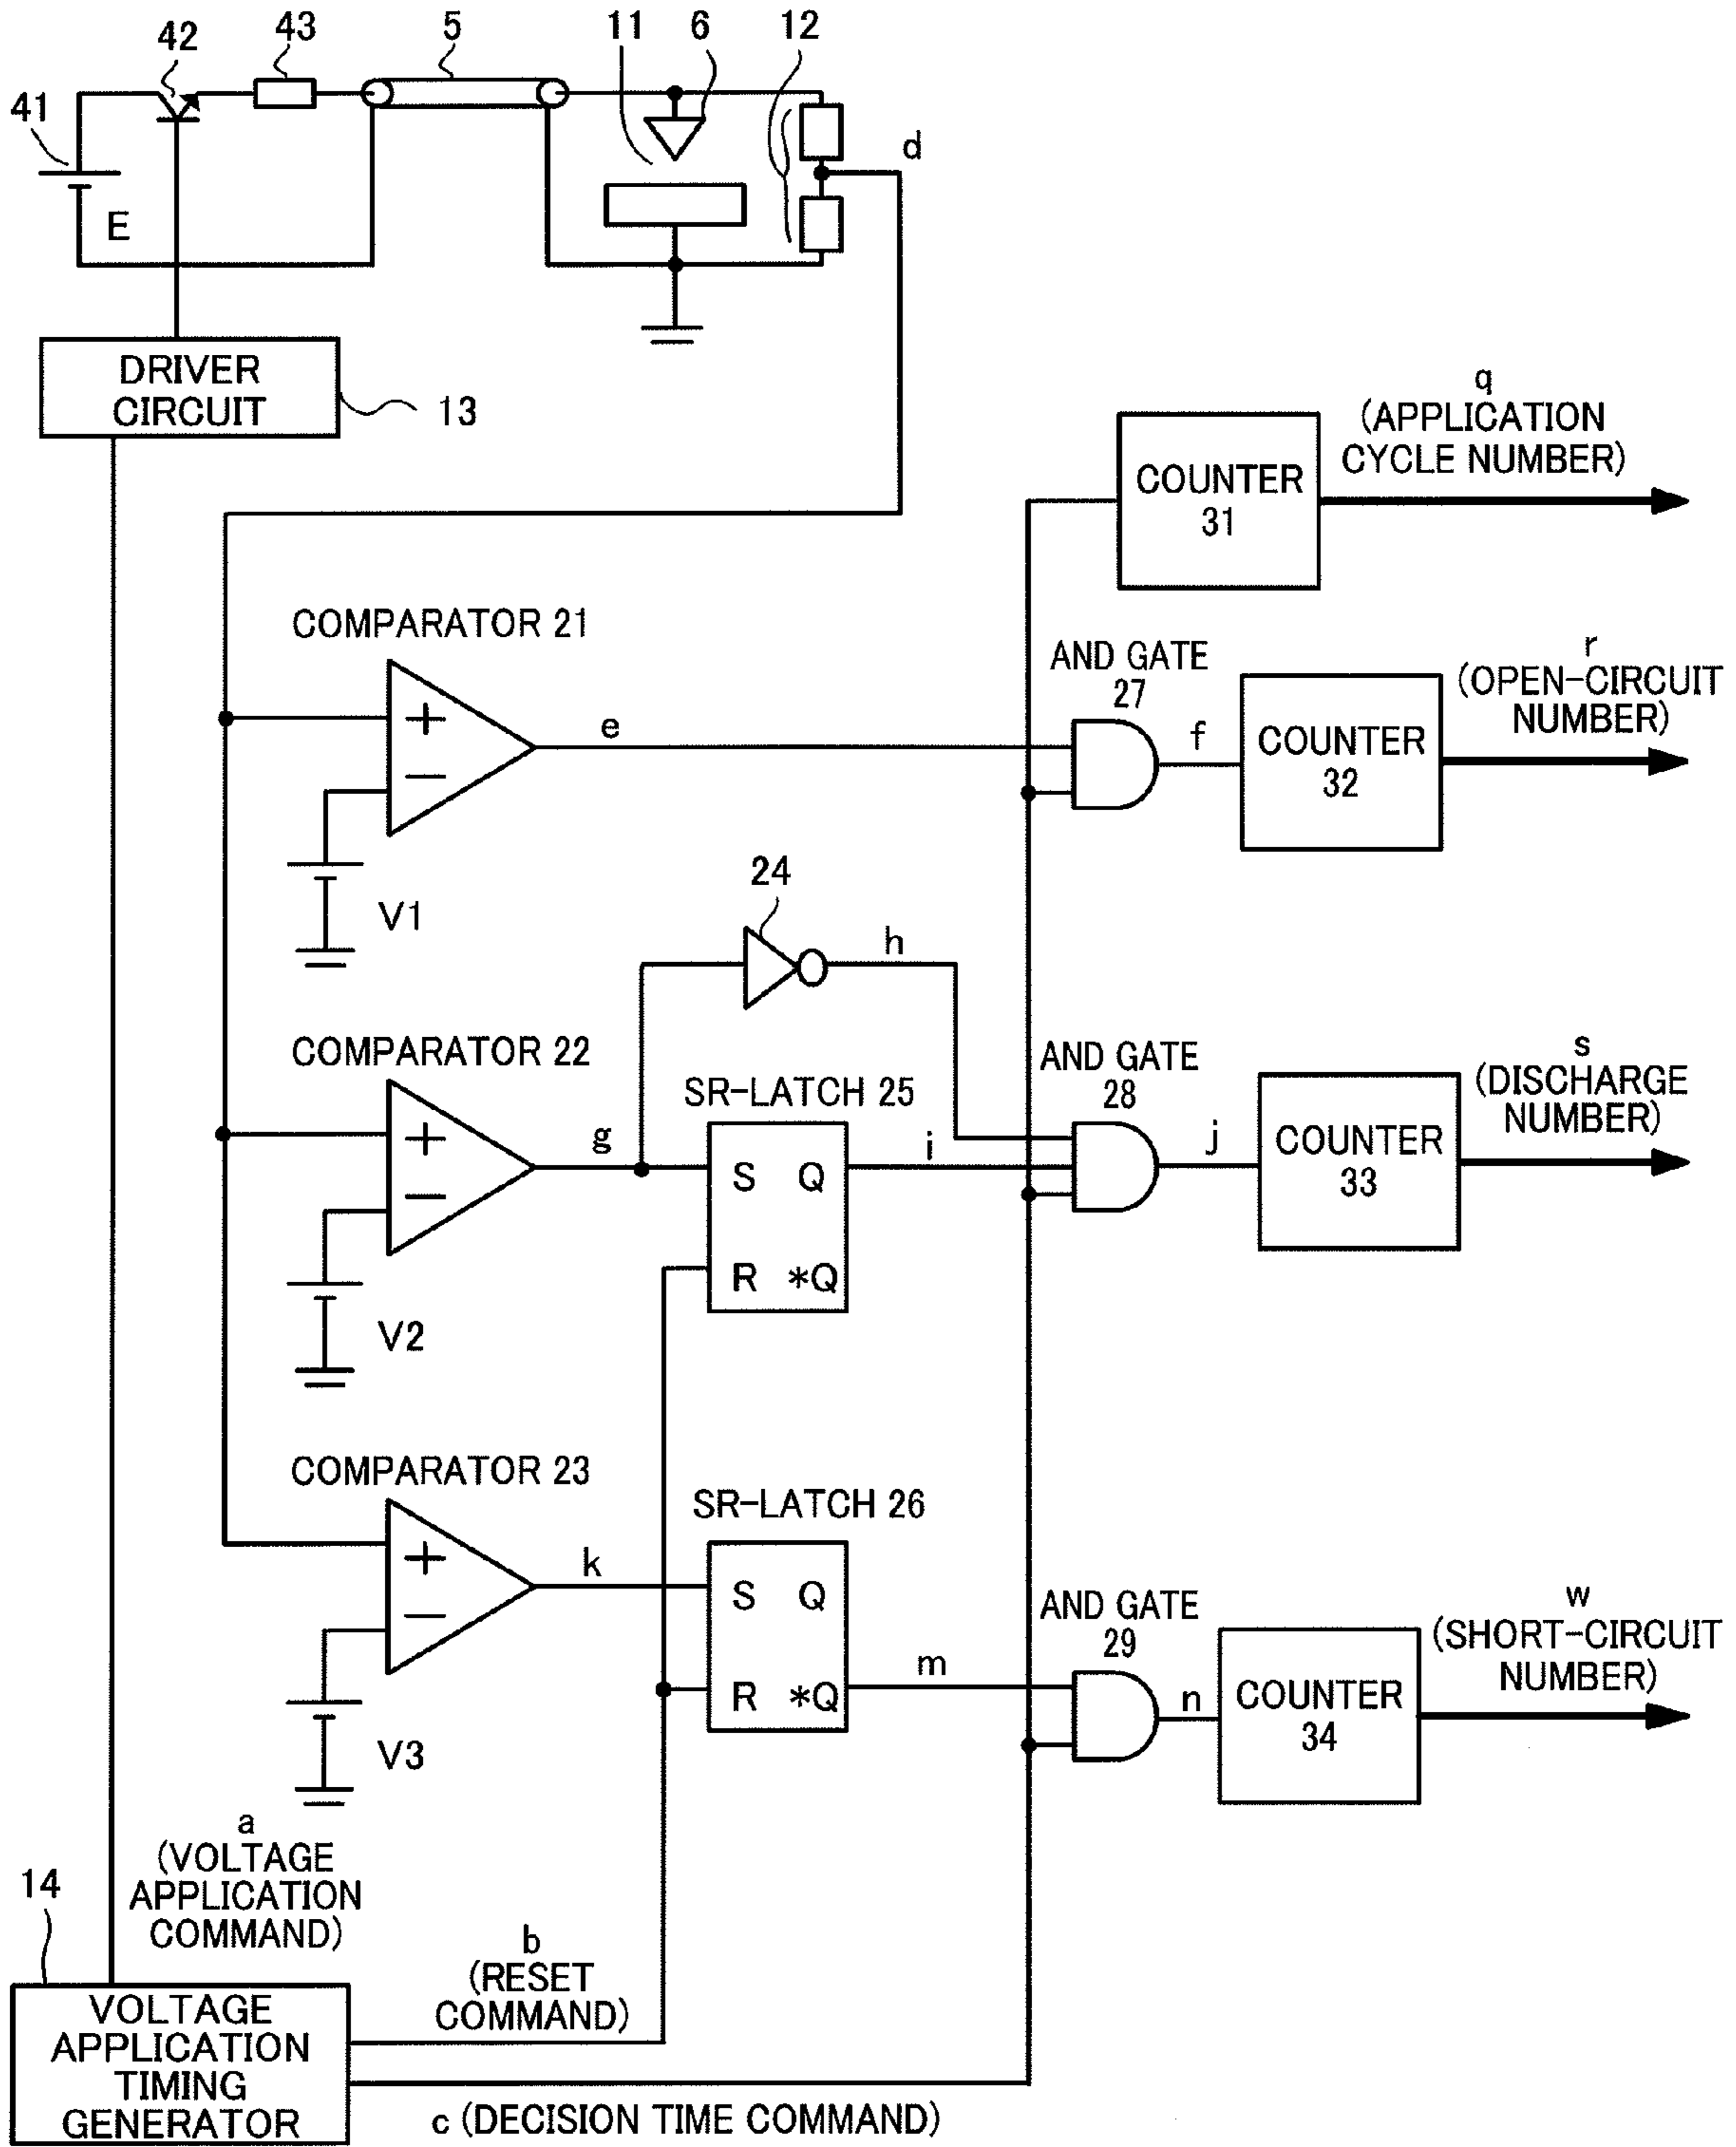 42
43
5
11
6
12
41
d
E
DRIVER
CIRCUIT
13
q
(APPLICATION
CYCLE NUMBER)
COUNTER
31
COMPARATOR 21
+
−
e
V1
AND GATE
27
f
COUNTER
32
r
(OPEN-CIRCUIT
NUMBER)
24
h
COMPARATOR 22
+
−
g
V2
SR-LATCH 25
S Q
R *Q
i
AND GATE
28
j
COUNTER
33
s
(DISCHARGE
NUMBER)
COMPARATOR 23
+
−
k
V3
SR-LATCH 26
S Q
R *Q
m
AND GATE
29
n
COUNTER
34
w
(SHORT-CIRCUIT
NUMBER)
a
(VOLTAGE
APPLICATION
COMMAND)
14
VOLTAGE
APPLICATION
TIMING
GENERATOR
b
(RESET
COMMAND)
c (DECISION TIME COMMAND)